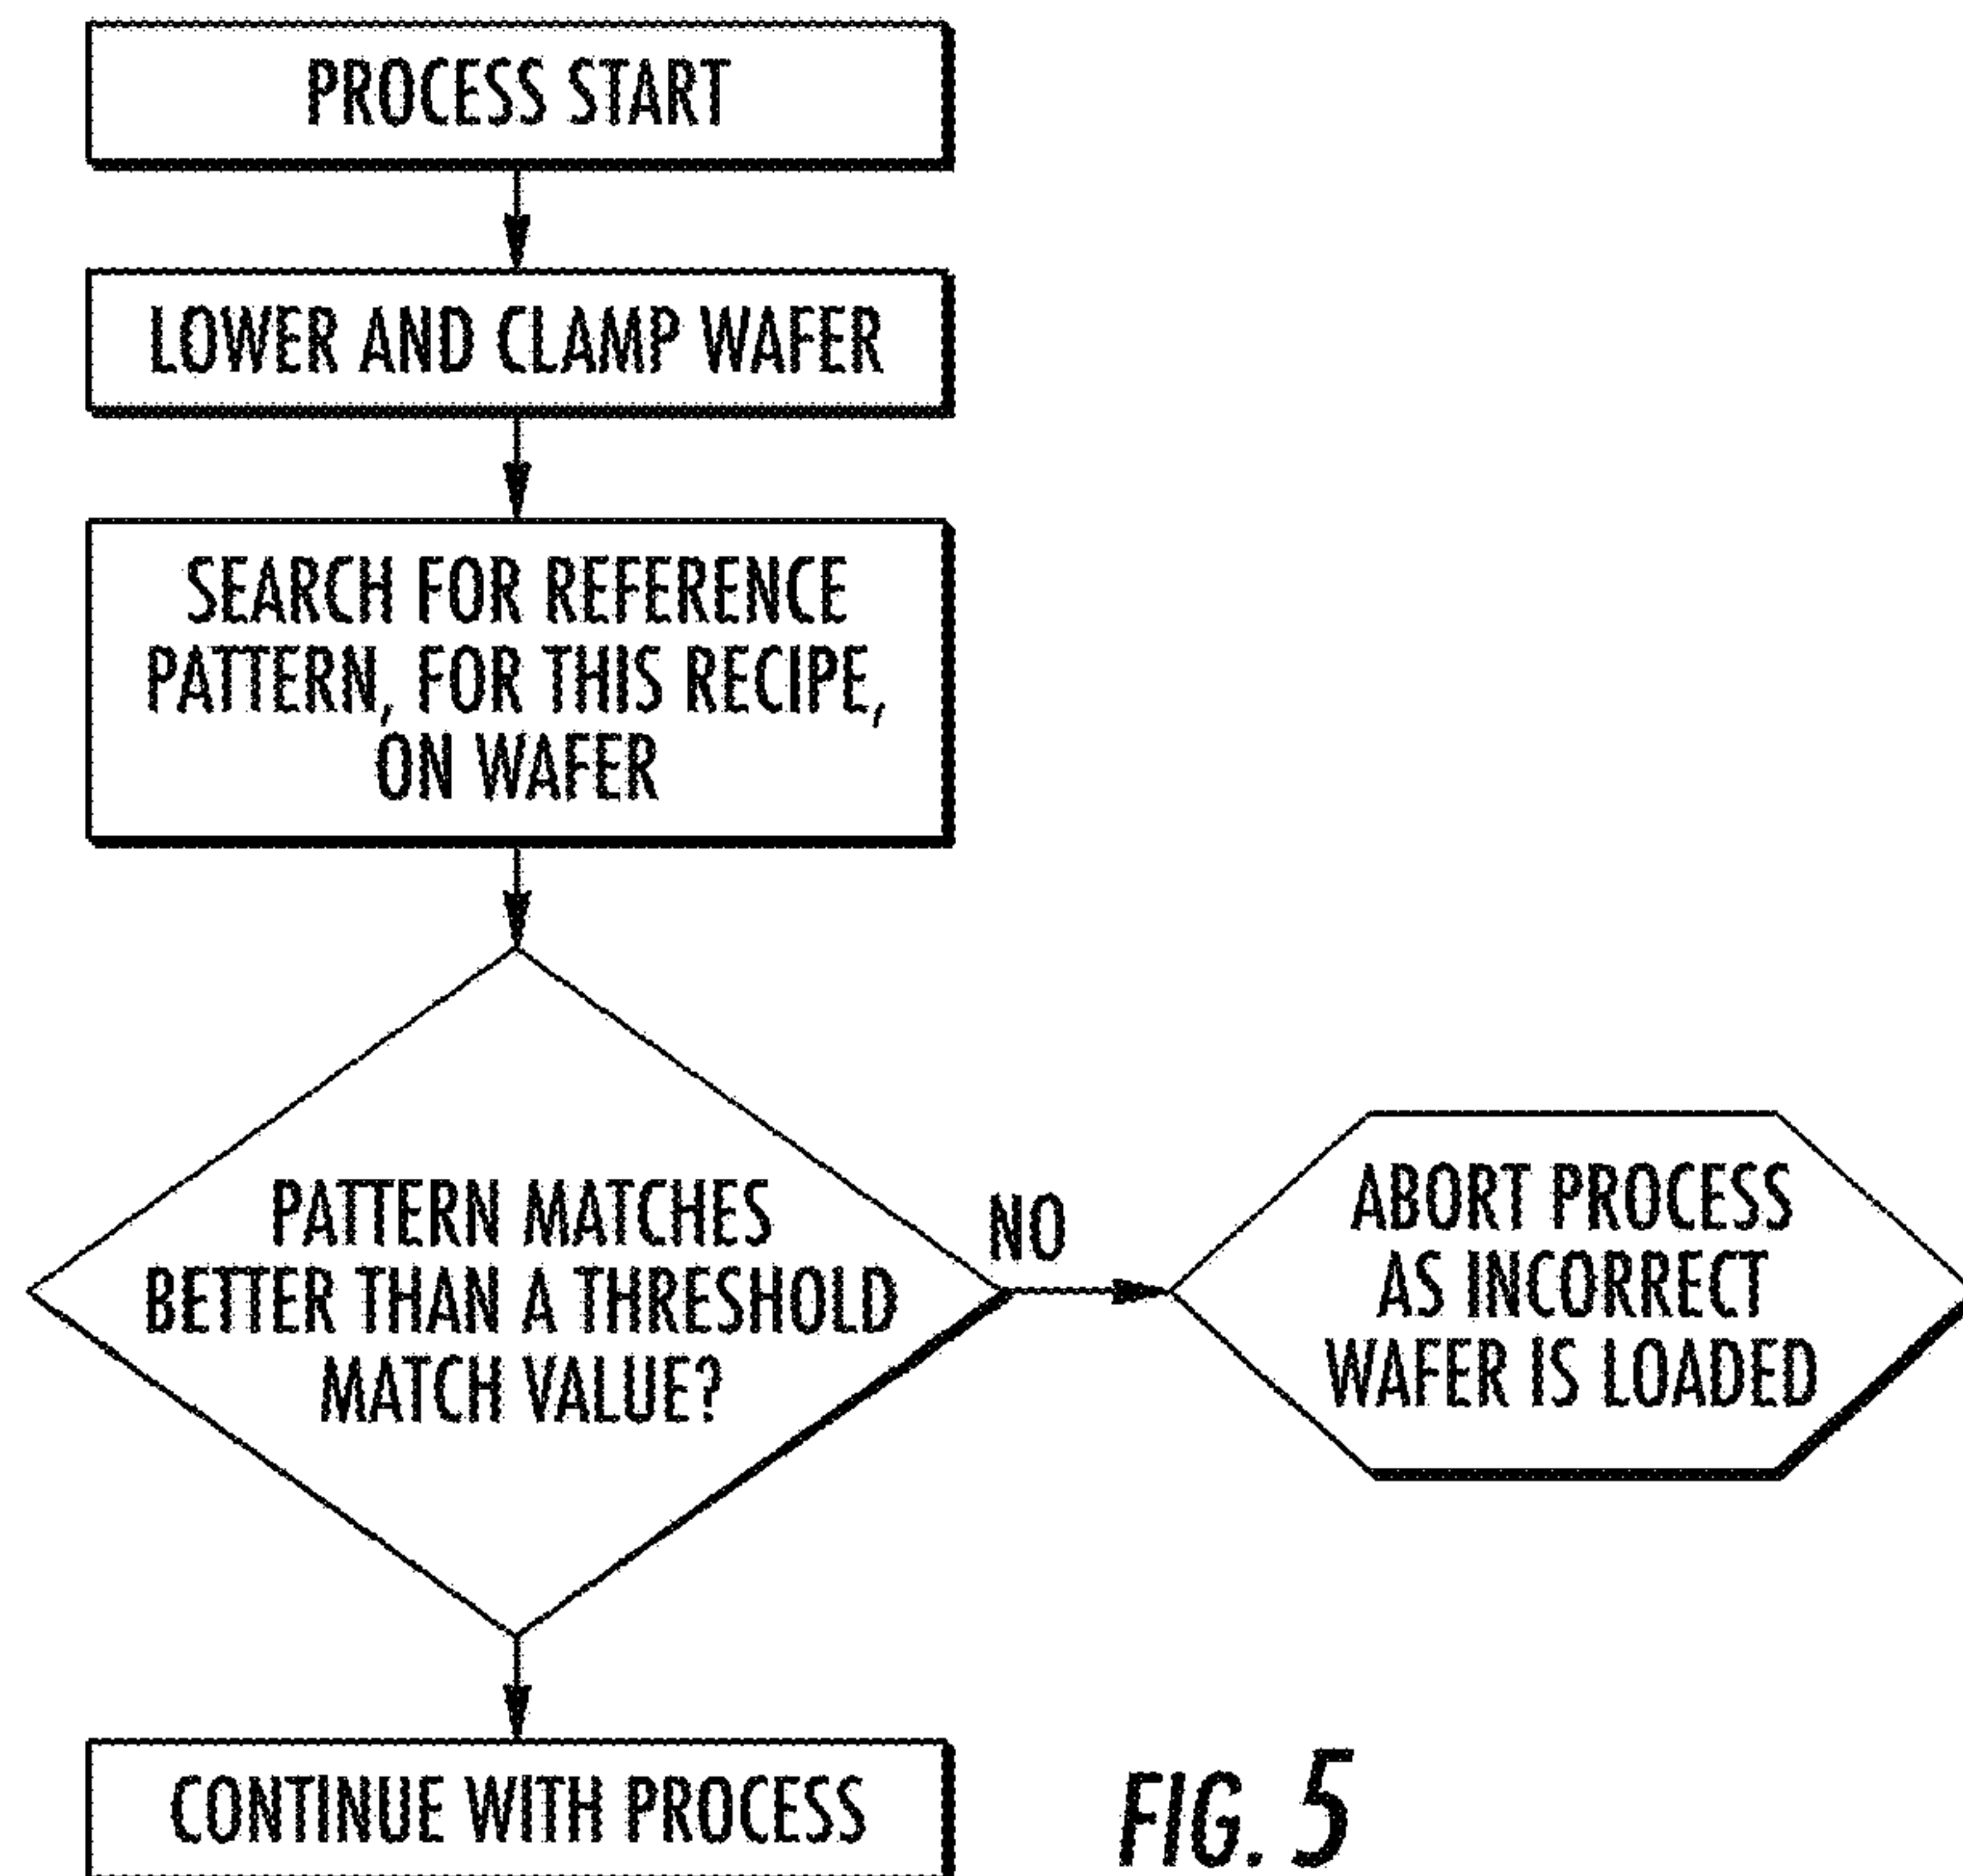 PROCESS START
LOWER AND CLAMP WAFER
SEARCH FOR REFERENCE
PATTERN, FOR THIS RECIPE,
ON WAFER
PATTERN MATCHES
BETTER THAN A THRESHOLD
MATCH VALUE?
NO
ABORT PROCESS
AS INCORRECT
WAFER IS LOADED
CONTINUE WITH PROCESS
FIG. 5